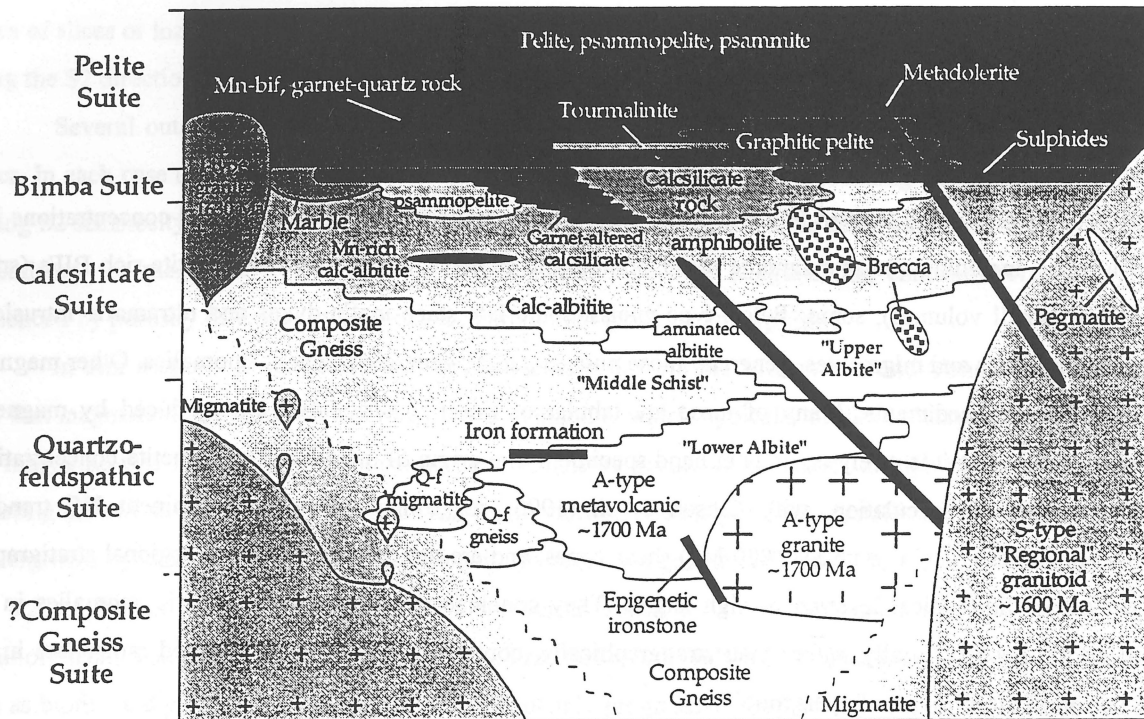 Pelite
Suite
Bimba Suite
Calcsilicate
Suite
Quartzo-
feldspathic
Suite
?Composite
Gneiss
Suite
Pelite, psammopelite, psammite
Mn-bif, garnet-quartz rock
Metadolerite
Tourmalinite
Graphitic pelite
Sulphides
granite
Marble
psammopelite
Calcsilicate
rock
Mn-rich
calc-albitite
Garnet-altered
calcsilicate
amphibolite
Breccia
Calc-albitite
Pegmatite
Composite
Gneiss
Laminated
albitite
"Upper
Albite"
"Middle Schist"
Migmatite
Iron formation
"Lower Albite"
Q-f
migmatite
Q-f
gneiss
A-type
metavolcanic
~1700 Ma
A-type
granite
~1700 Ma
S-type
"Regional"
granitoid
~1600 Ma
Epigenetic
ironstone
Composite
Gneiss
Migmatite